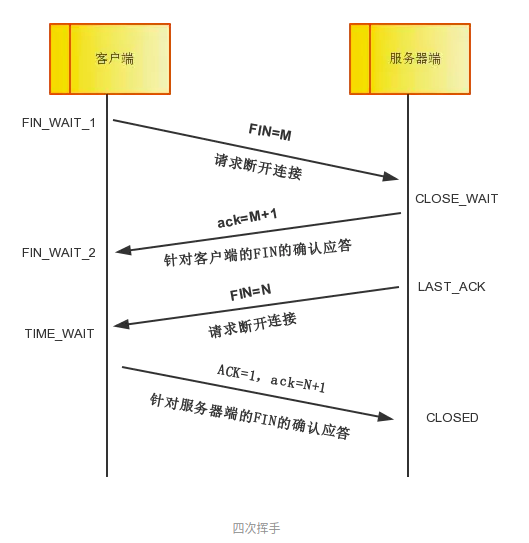 客户端
服务器端
FIN_WAIT_1
FIN=M
请求断开连接
CLOSE_WAIT
ack=M+1
针对客户端的FIN的确认应答
FIN_WAIT_2
FIN=N
LAST_ACK
请求断开连接
TIME_WAIT
ACK=1, ack=N+1
针对服务器端的FIN的确认应答
CLOSED
四次挥手